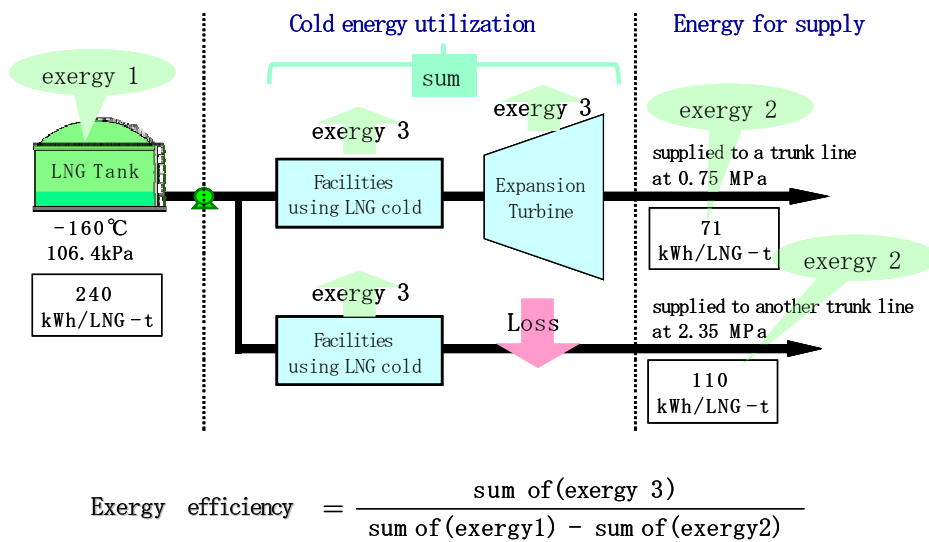 Cold energy utilization
Energy for supply
exergy 1
sum
exergy 3
exergy 3
exergy 2
LNG Tank
Facilities
using LNG cold
Expansion
Turbine
supplied to a trunk line
at 0.75 MPa
-160℃
106.4kPa
71
kWh/LNG-t
exergy 2
240
kWh/LNG-t
exergy 3
Loss
supplied to another trunk line
at 2.35 MPa
Facilities
using LNG cold
110
kWh/LNG-t
Exergy efficiency = sum of(exergy 3)
sum of(exergy1) - sum of(exergy2)